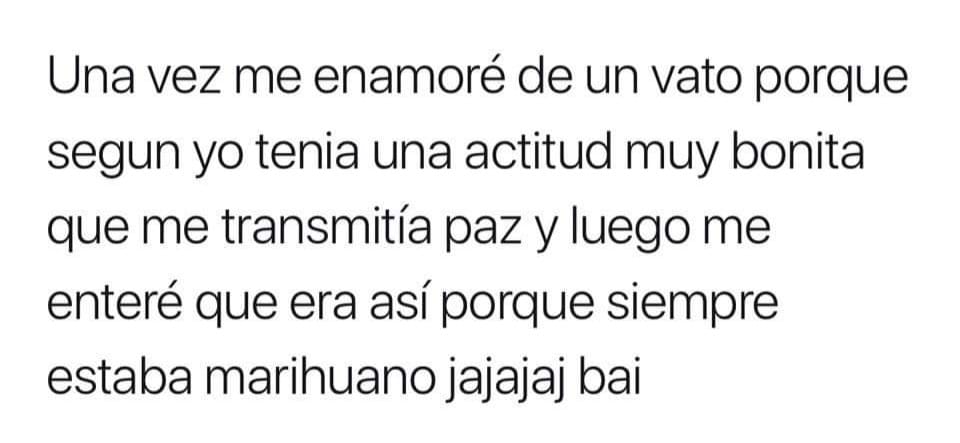 Una vez me enamoré de un vato porque
segun yo tenia una actitud muy bonita
que me transmitía paz y luego me
enteré que era así porque siempre
estaba marihuano jajajaj bai